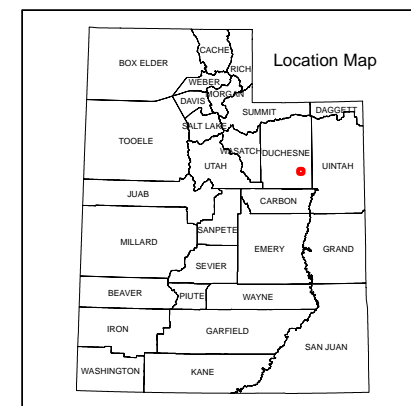 Location Map
BOX ELDER
CACHE
RICH
WEBER
MORGAN
DAVIS
SUMMIT
DAGGETT
SALT LAKE
TOOELE
WASATCH
DUCHESNE
UINTAH
UTAH
JUAB
CARBON
SANPETE
MILLARD
EMERY
GRAND
SEVIER
BEAVER
PIUTE
WAYNE
IRON
GARFIELD
SAN JUAN
WASHINGTON
KANE